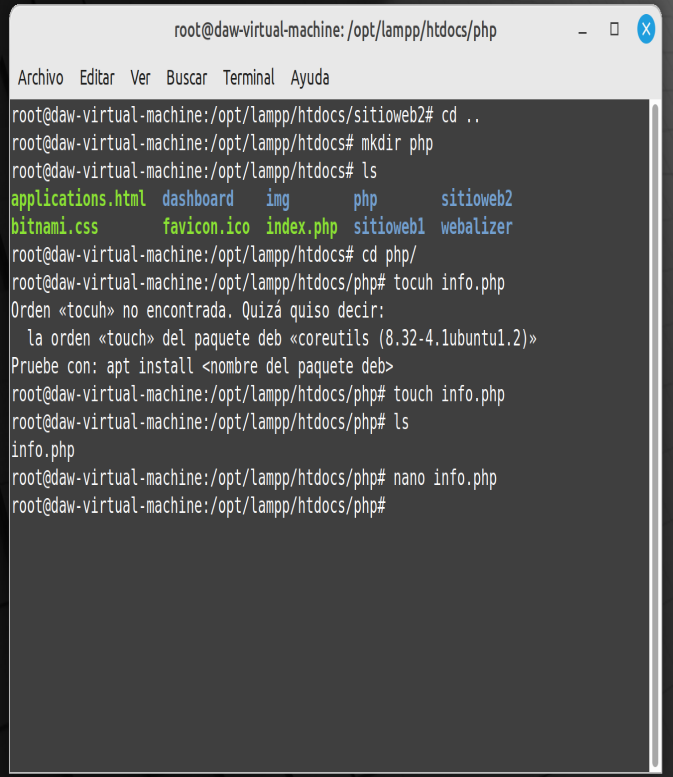 root@daw-virtual-machine: /opt/lampp/htdocs/php
Archivo Editar Ver Buscar Terminal Ayuda
root@daw-virtual-machine:/opt/lampp/htdocs/sitioweb2# cd ..
root@daw-virtual-machine:/opt/lampp/htdocs# mkdir php
root@daw-virtual-machine:/opt/lampp/htdocs# ls
applications.html dashboard img php sitioweb2
bitnami.css favicon.ico index.php sitioweb1 webalizer
root@daw-virtual-machine:/opt/lampp/htdocs# cd php/
root@daw-virtual-machine:/opt/lampp/htdocs/php# tocuh info.php
Orden «tocuh» no encontrada. Quizá quiso decir:
la orden «touch» del paquete deb «coreutils (8.32-4.1ubuntu1.2)»
Pruebe con: apt install <nombre del paquete deb>
root@daw-virtual-machine:/opt/lampp/htdocs/php# touch info.php
root@daw-virtual-machine:/opt/lampp/htdocs/php# ls
info.php
root@daw-virtual-machine:/opt/lampp/htdocs/php# nano info.php
root@daw-virtual-machine:/opt/lampp/htdocs/php#